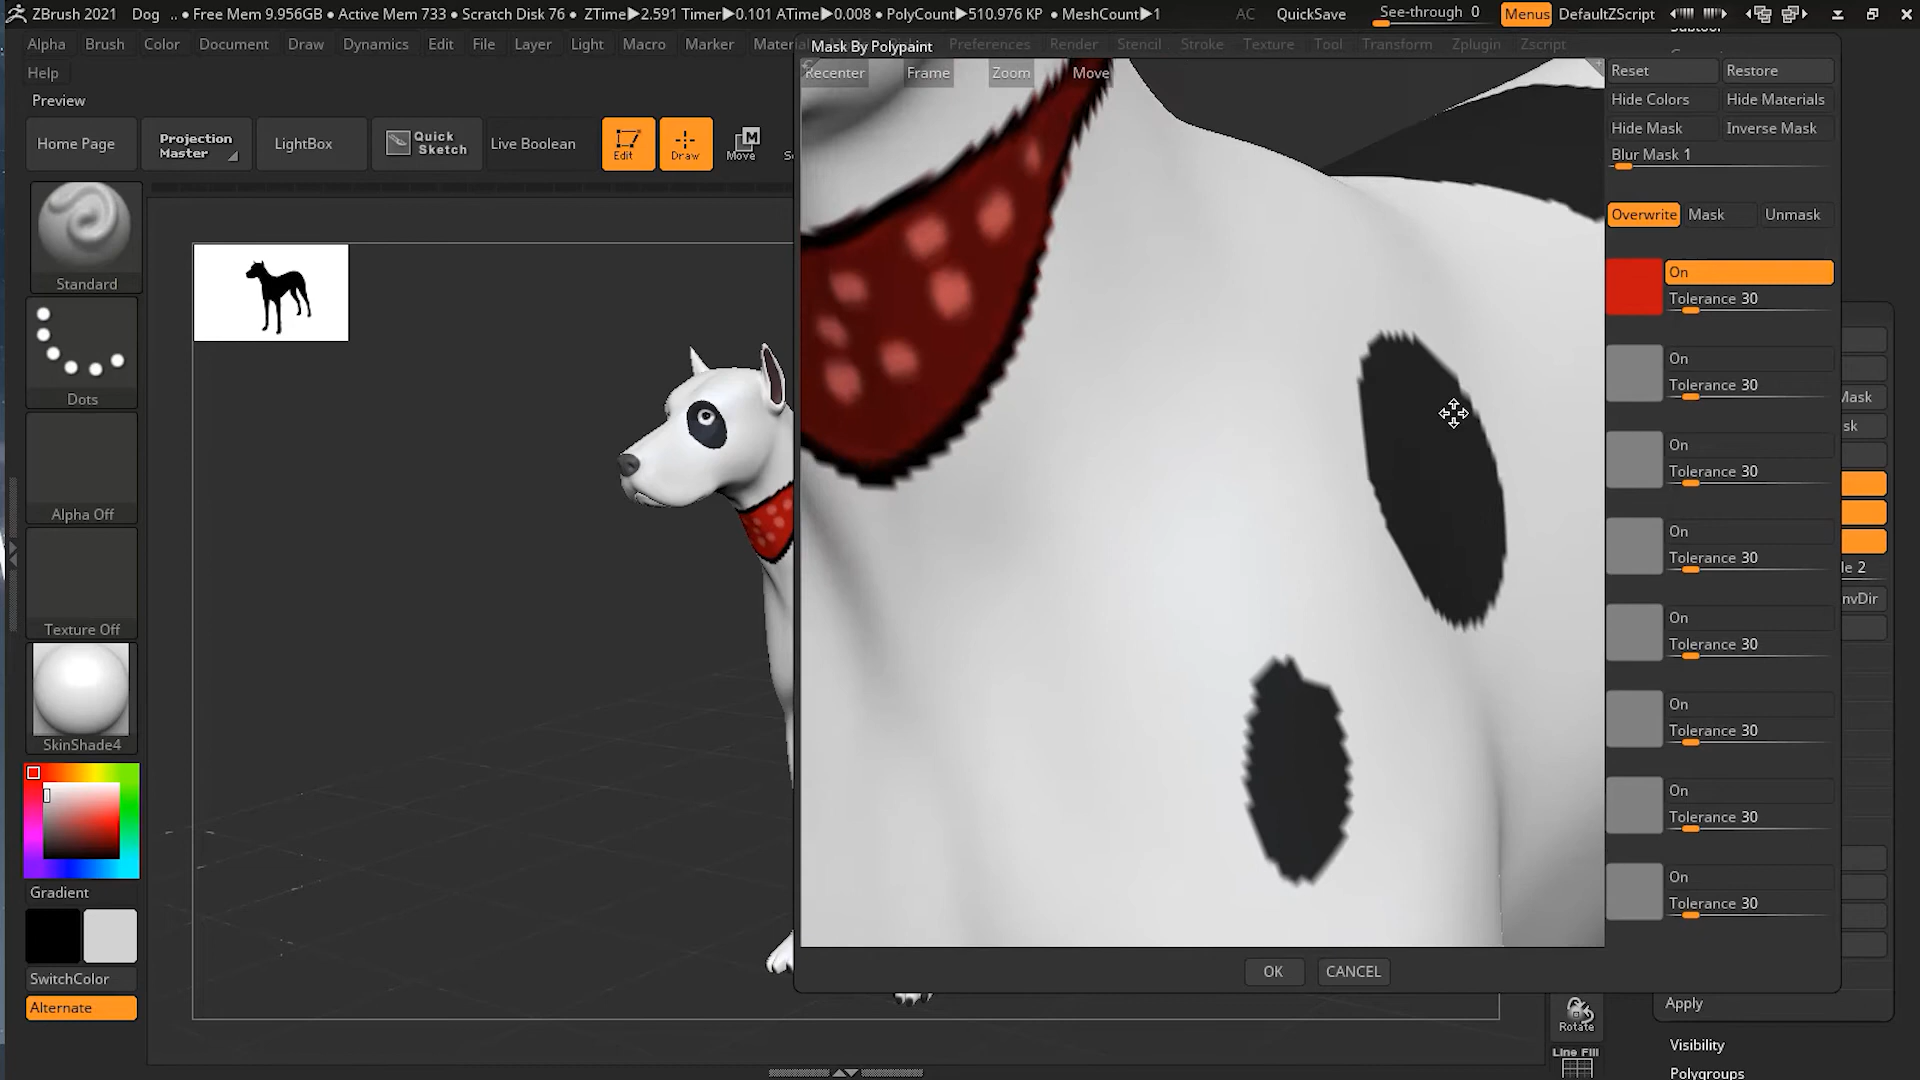 ZBrush 2021 Dog .. • Free Mem 9.956GB • Active Mem 733 • Scratch Disk 76 • ZTime▶2.591 Timer▶0.101 ATime▶0.008 • PolyCount▶510.976 KP • MeshCount▶1 AC QuickSave See-through 0 Menus DefaultZScript
Alpha Brush Color Document Draw Dynamics Edit File Layer Light Macro Marker Material Preferences Render Stencil Stroke Texture Tool Transform Zplugin Zscript
Help
Mask By Polypaint
Preview
Home Page
Projection
Master
LightBox
Quick
Sketch
Live Boolean
Edit
Draw
Move
M
Recenter Frame Zoom Move
Reset Restore
Hide Colors Hide Materials
Hide Mask Inverse Mask
Blur Mask 1
Overwrite Mask Unmask
On
Tolerance 30
On
Tolerance 30
On
Tolerance 30
On
Tolerance 30
On
Tolerance 30
On
Tolerance 30
On
Tolerance 30
On
Tolerance 30
OK CANCEL
Standard
Dots
Alpha Off
Texture Off
SkinShade4
Gradient
SwitchColor
Alternate
Rotate
Line Fill
Apply
Visibility
Polygroups